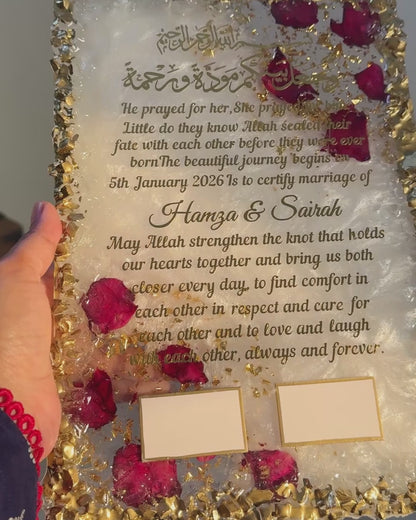 بسم الله الرحمن الرحيم
بينكم مودة ورحمة
He prayed for her, She prayed
Little do they know Allah sealed their
fate with each other before they were ever
born The beautiful journey begins on
5th January 2026 Is to certify marriage of
Hamza & Sairah
May Allah strengthen the knot that holds
our hearts together and bring us both
closer every day, to find comfort in
each other in respect and care for
each other and to love and laugh
with each other, always and forever.